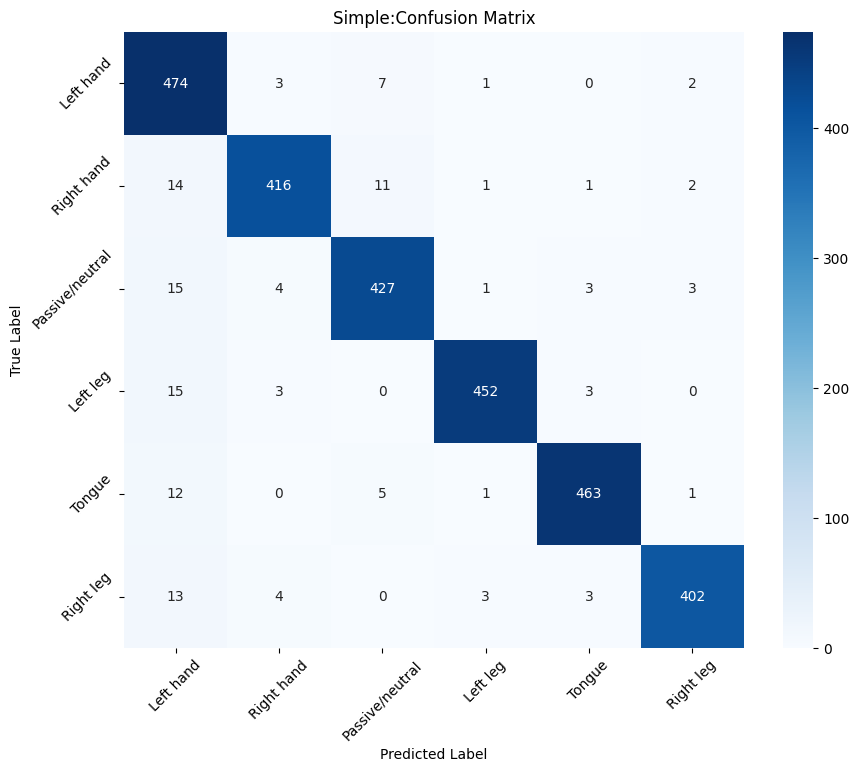 Simple:Confusion Matrix
Left hand 474 3 7 1 0 2
Right hand 14 416 11 1 1 2
Passive/neutral 15 4 427 1 3 3
Left leg 15 3 0 452 3 0
Tongue 12 0 5 1 463 1
Right leg 13 4 0 3 3 402
True Label
Left hand Right hand Passive/neutral Left leg Tongue Right leg
Predicted Label
400
300
200
100
0